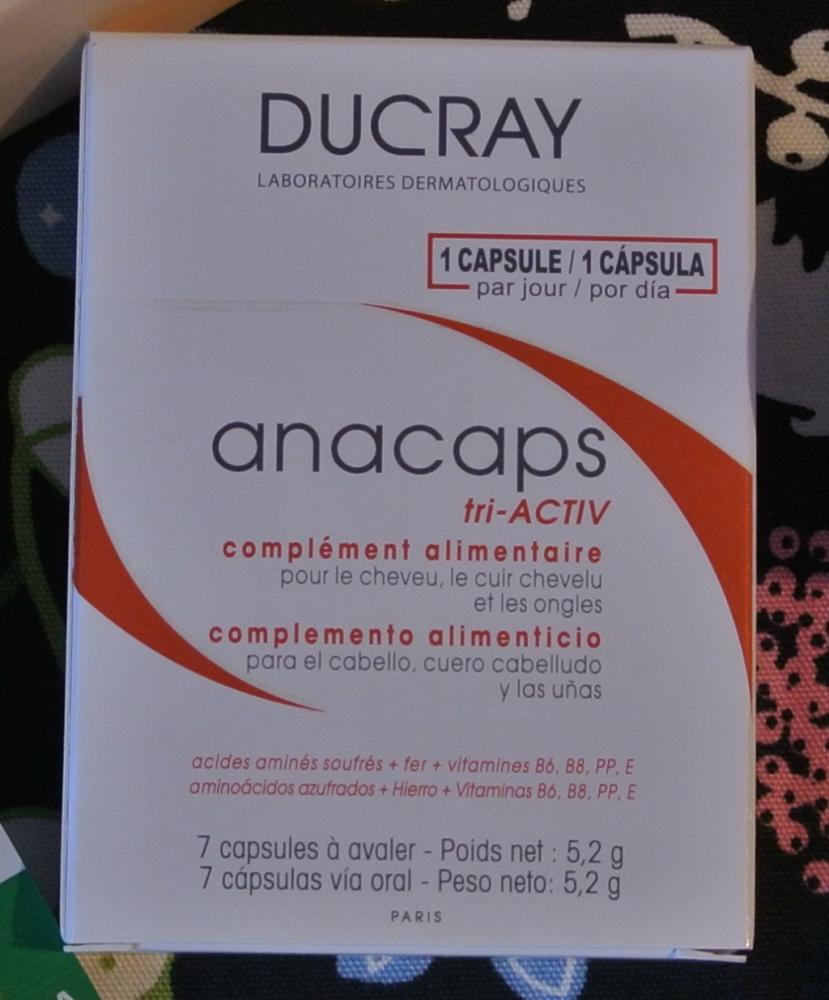 DUCRAY
LABORATOIRES DERMATOLOGIQUES
1 CAPSULE / 1 CÁPSULA
par jour / por día
anacaps
tri-ACTIV
complément alimentaire
pour le cheveu, le cuir chevelu
et les ongles
complemento alimenticio
para el cabello, cuero cabelludo
y las uñas
acides aminés soufrés + fer + vitamines B6, B8, PP, E
aminoácidos azufrados + Hierro + Vitaminas B6, B8, PP, E
7 capsules à avaler - Poids net : 5,2 g
7 cápsulas vía oral - Peso neto: 5,2 g
PARIS